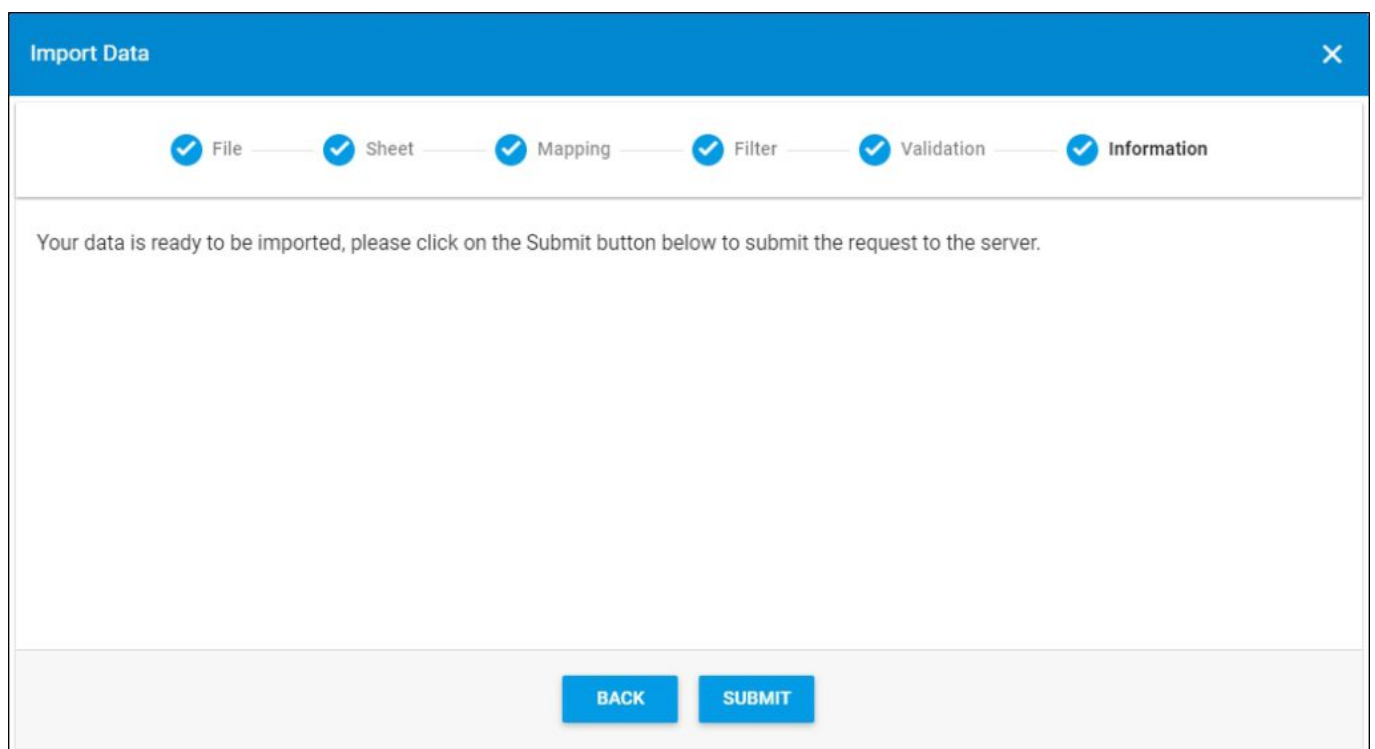 Import Data
File Sheet Mapping Filter Validation Information
Your data is ready to be imported, please click on the Submit button below to submit the request to the server.
BACK SUBMIT